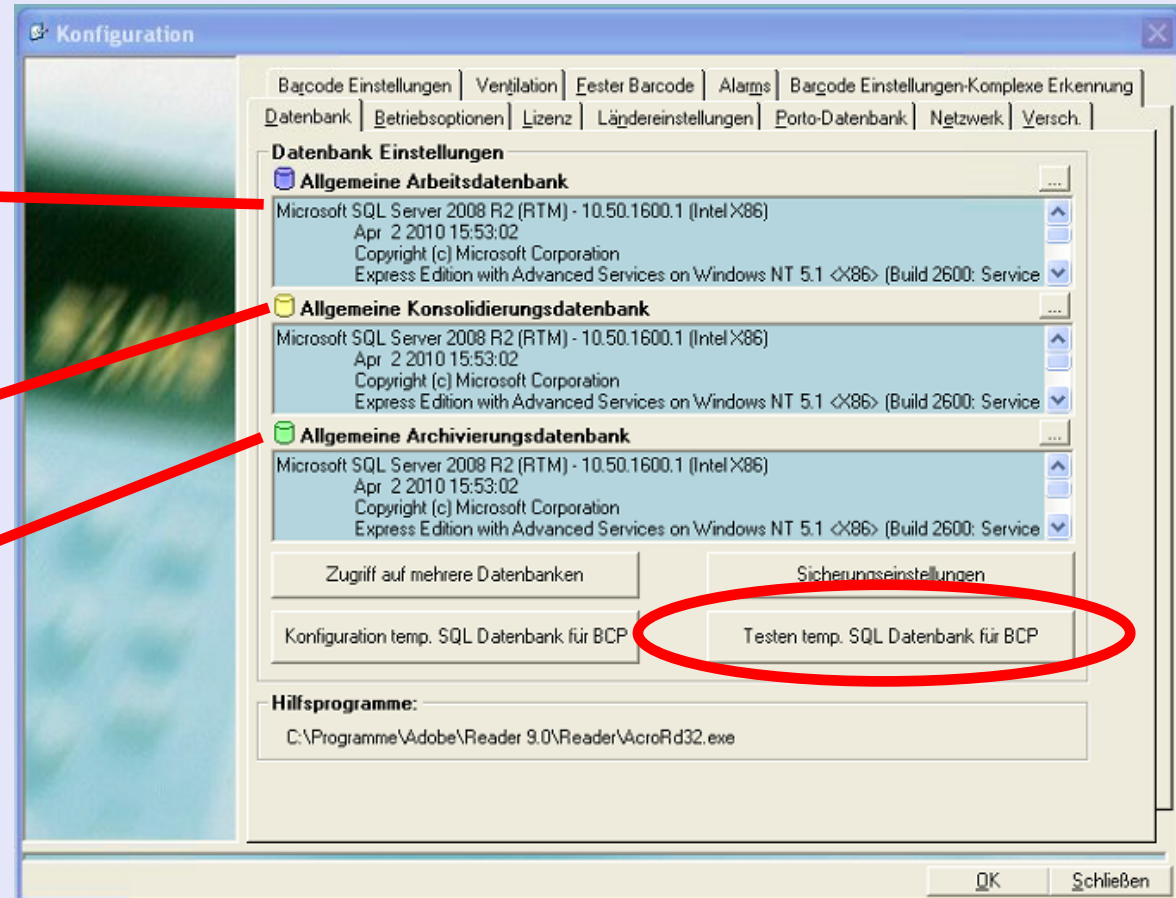 Konfiguration
Barcode Einstellungen Ventilation Fester Barcode Alarms Barcode Einstellungen-Komplexe Erkennung
Datenbank Betriebsoptionen Lizenz Ländereinstellungen Porto-Datenbank Netzwerk Versch.
Datenbank Einstellungen
Allgemeine Arbeitsdatenbank ...
Microsoft SQL Server 2008 R2 (RTM) - 10.50.1600.1 (Intel X86)
Apr 2 2010 15:53:02
Copyright (c) Microsoft Corporation
Express Edition with Advanced Services on Windows NT 5.1 <X86> (Build 2600: Service
Allgemeine Konsolidierungsdatenbank ...
Microsoft SQL Server 2008 R2 (RTM) - 10.50.1600.1 (Intel X86)
Apr 2 2010 15:53:02
Copyright (c) Microsoft Corporation
Express Edition with Advanced Services on Windows NT 5.1 <X86> (Build 2600: Service
Allgemeine Archivierungsdatenbank ...
Microsoft SQL Server 2008 R2 (RTM) - 10.50.1600.1 (Intel X86)
Apr 2 2010 15:53:02
Copyright (c) Microsoft Corporation
Express Edition with Advanced Services on Windows NT 5.1 <X86> (Build 2600: Service
Zugriff auf mehrere Datenbanken Sicherungseinstellungen
Konfiguration temp. SQL Datenbank für BCP Testen temp. SQL Datenbank für BCP
Hilfsprogramme:
C:\Programme\Adobe\Reader 9.0\Reader\AcroRd32.exe
OK Schließen